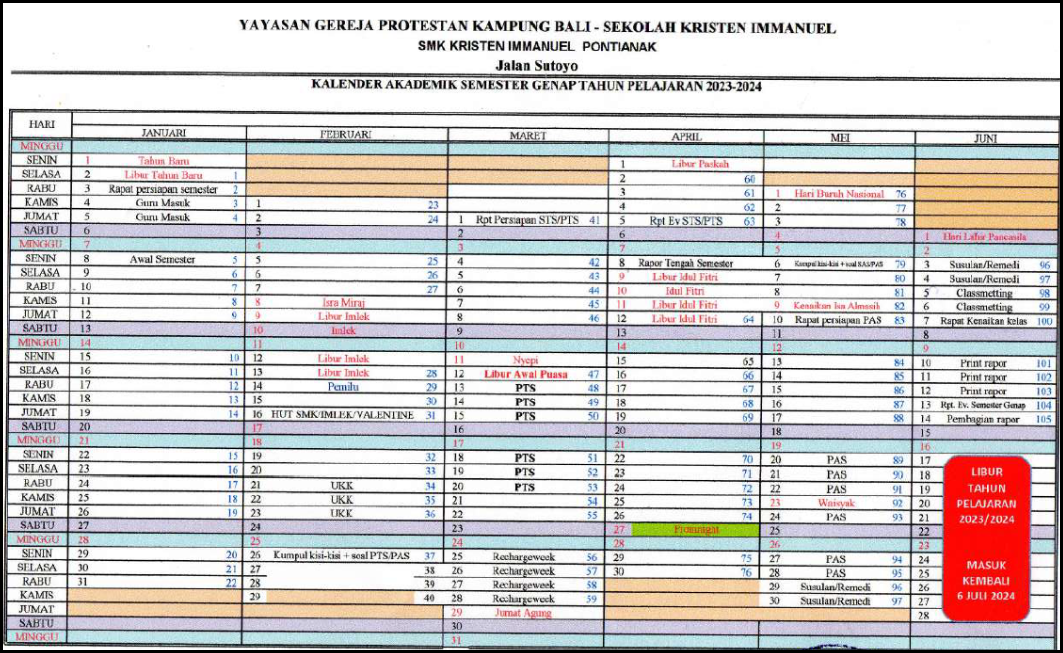 YAYASAN GEREJA PROTESTAN KAMPUNG BALI - SEKOLAH KRISTEN IMMANUEL
SMK KRISTEN IMMANUEL PONTIANAK
Jalan Sutoyo
KALENDER AKADEMIK SEMESTER GENAP TAHUN PELAJARAN 2023-2024
HARI JANUARI FEBRUARI MARET APRIL MEI JUNI
MINGGU
SENIN 1 Tahun Baru 1 Libur Paskah
SELASA 2 Libur Tahun Baru 1 2 60
RABU 3 Rapat persiapan semester 2 3 61 1 Hari Buruh Nasional 76
KAMIS 4 Guru Masuk 3 1 23 4 62 2 77
JUMAT 5 Guru Masuk 4 2 24 1 Rpt Persiapan STS/PTS 41 5 Rpt Ev STS/PTS 63 3 78
SABTU 6 3 2 6 4 1 Hari Lahir Pancasila
MINGGU 7 4 3 7 5 2
SENIN 8 Awal Semester 5 5 25 4 42 8 Rapor Tengah Semester 6 Kumpul kisi-kisi + soal SAS/PAS 79 3 Susulan/Remedi 96
SELASA 9 6 6 26 5 43 9 Libur Idul Fitri 7 80 4 Susulan/Remedi 97
RABU 10 7 7 27 6 44 10 Idul Fitri 8 81 5 Classmetting 98
KAMIS 11 8 8 Isra Miraj 7 45 11 Libur Idul Fitri 9 Kenaikan Isa Almasih 82 6 Classmetting 99
JUMAT 12 9 9 Libur Imlek 8 46 12 Libur Idul Fitri 64 10 Rapat persiapan PAS 83 7 Rapat Kenaikan kelas 100
SABTU 13 10 Imlek 9 13 11 8
MINGGU 14 11 10 14 12 9
SENIN 15 10 12 Libur Imlek 11 Nyepi 15 65 13 84 10 Print rapor 101
SELASA 16 11 13 Libur Imlek 28 12 Libur Awal Puasa 47 16 66 14 85 11 Print rapor 102
RABU 17 12 14 Pemilu 29 13 PTS 48 17 67 15 86 12 Print rapor 103
KAMIS 18 13 15 30 14 PTS 49 18 68 16 87 13 Rpt. Ev. Semester Genap 104
JUMAT 19 14 16 HUT SMK/IMLEK/VALENTINE 31 15 PTS 50 19 69 17 88 14 Pembagian rapor 105
SABTU 20 17 16 20 18 15
MINGGU 21 18 17 21 19 16
SENIN 22 15 19 32 18 PTS 51 22 70 20 PAS 89 17
SELASA 23 16 20 33 19 PTS 52 23 71 21 PAS 90 18
RABU 24 17 21 UKK 34 20 PTS 53 24 72 22 PAS 91 19
KAMIS 25 18 22 UKK 35 21 54 25 73 23 Waisyak 92 20
JUMAT 26 19 23 UKK 36 22 55 26 74 24 PAS 93 21
SABTU 27 24 23 27 Promnight 25 22
MINGGU 28 25 24 28 26 23
SENIN 29 20 26 Kumpul kisi-kisi + soal PTS/PAS 37 25 Rechargeweek 56 29 75 27 PAS 94 24
SELASA 30 21 27 38 26 Rechargeweek 57 30 76 28 PAS 95 25
RABU 31 22 28 39 27 Rechargeweek 58 29 Susulan/Remedi 96 26
KAMIS 29 40 28 Rechargeweek 59 30 Susulan/Remedi 97 27
JUMAT 29 Jumat Agung 28
SABTU 30
MINGGU 31
LIBUR
TAHUN
PELAJARAN
2023/2024
MASUK
KEMBALI
6 JULI 2024